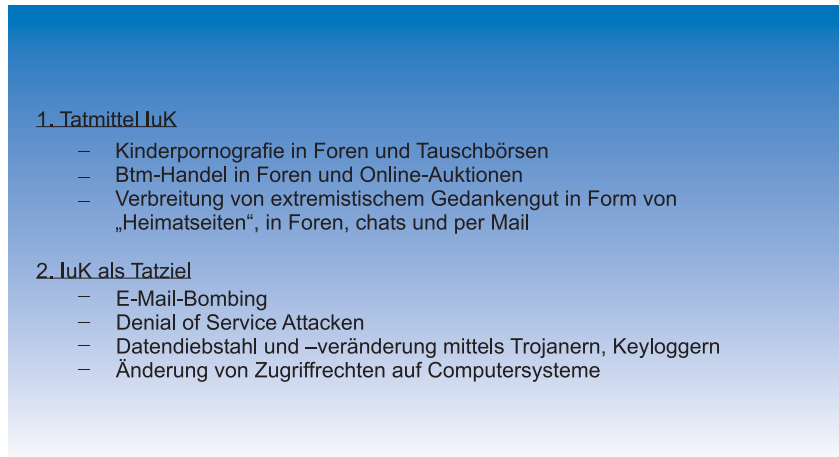 1. Tatmittel IuK
– Kinderpornografie in Foren und Tauschbörsen
– Btm-Handel in Foren und Online-Auktionen
– Verbreitung von extremistischem Gedankengut in Form von
„Heimatseiten“, in Foren, chats und per Mail
2. IuK als Tatziel
– E-Mail-Bombing
– Denial of Service Attacken
– Datendiebstahl und –veränderung mittels Trojanern, Keyloggern
– Änderung von Zugriffrechten auf Computersysteme